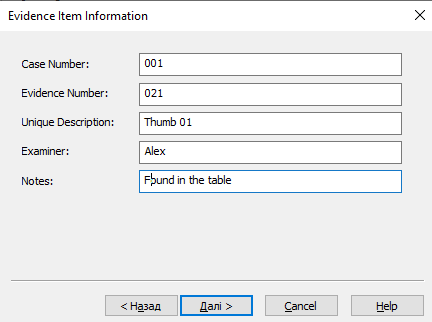 Evidence Item Information
Case Number: 001
Evidence Number: 021
Unique Description: Thumb 01
Examiner: Alex
Notes: Found in the table
< Назад Далі > Cancel Help